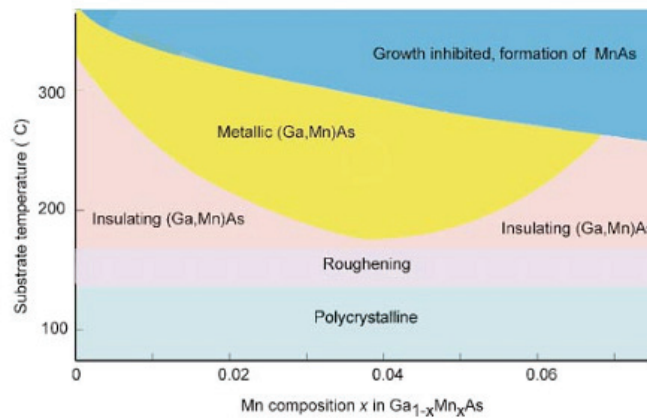 Growth inhibited, formation of MnAs
300
Metallic (Ga,Mn)As
Substrate temperature (°C)
200
Insulating (Ga,Mn)As
Insulating (Ga,Mn)As
Roughening
Polycrystalline
100
0
0.02
0.04
0.06
Mn composition x in Ga1-xMnxAs